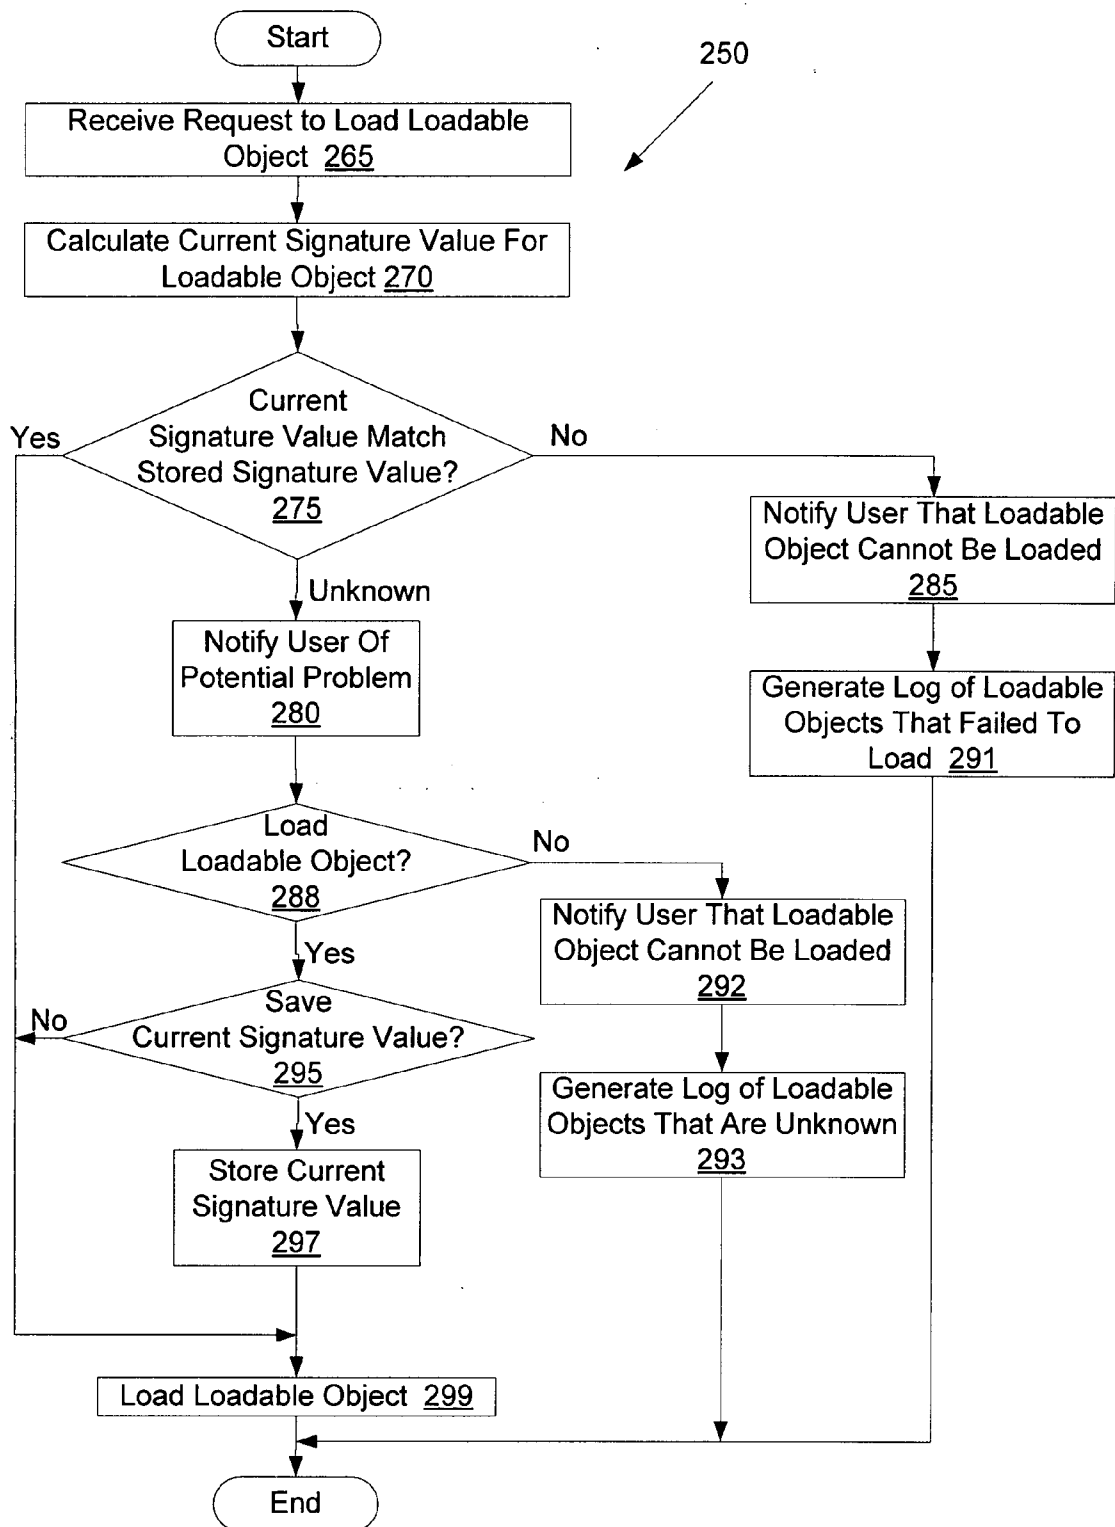 Start
250
Receive Request to Load Loadable
Object 265
Calculate Current Signature Value For
Loadable Object 270
Current
Signature Value Match
Stored Signature Value?
275
Yes
No
Unknown
Notify User That Loadable
Object Cannot Be Loaded
285
Notify User Of
Potential Problem
280
Generate Log of Loadable
Objects That Failed To
Load 291
Load
Loadable Object?
288
No
Yes
Notify User That Loadable
Object Cannot Be Loaded
292
Save
Current Signature Value?
295
No
Yes
Generate Log of Loadable
Objects That Are Unknown
293
Store Current
Signature Value
297
Load Loadable Object 299
End